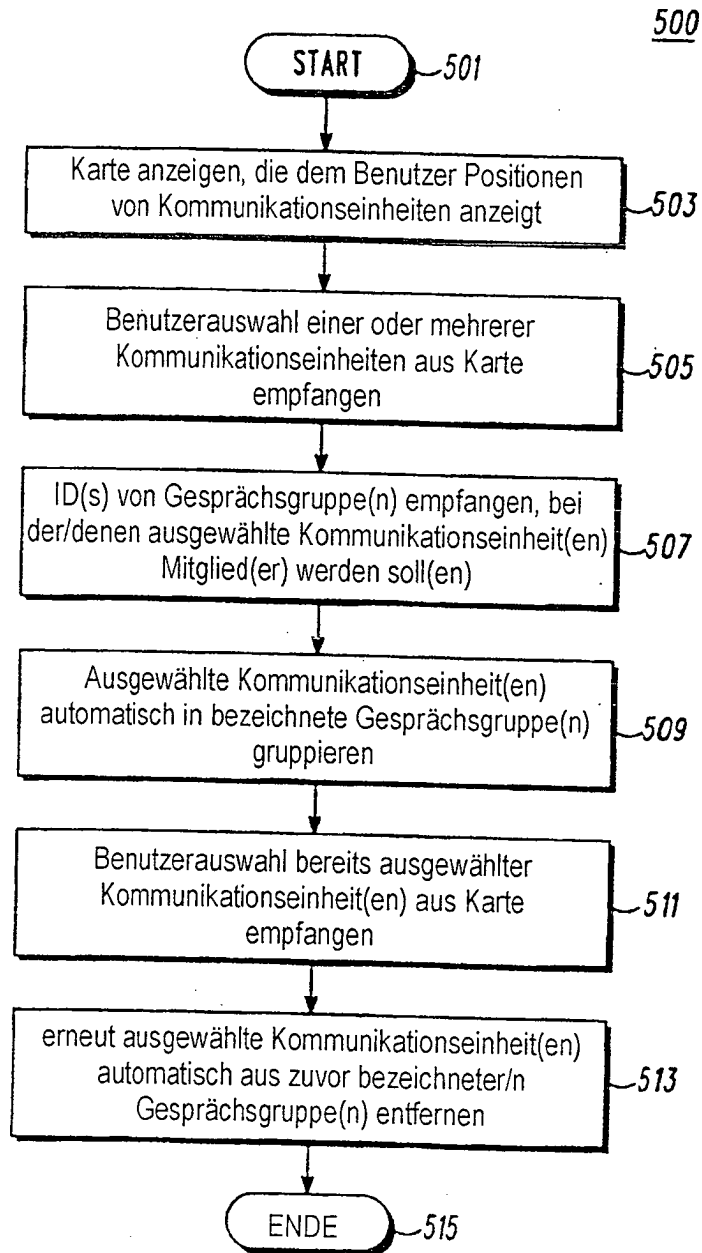 500
START
501
Karte anzeigen, die dem Benutzer Positionen
von Kommunikationseinheiten anzeigt
503
Benutzerauswahl einer oder mehrerer
Kommunikationseinheiten aus Karte
empfangen
505
ID(s) von Gesprächsgruppe(n) empfangen, bei
der/denen ausgewählte Kommunikationseinheit(en)
Mitglied(er) werden soll(en)
507
Ausgewählte Kommunikationseinheit(en)
automatisch in bezeichnete Gesprächsgruppe(n)
gruppieren
509
Benutzerauswahl bereits ausgewählter
Kommunikationseinheit(en) aus Karte
empfangen
511
erneut ausgewählte Kommunikationseinheit(en)
automatisch aus zuvor bezeichneter/n
Gesprächsgruppe(n) entfernen
513
ENDE
515